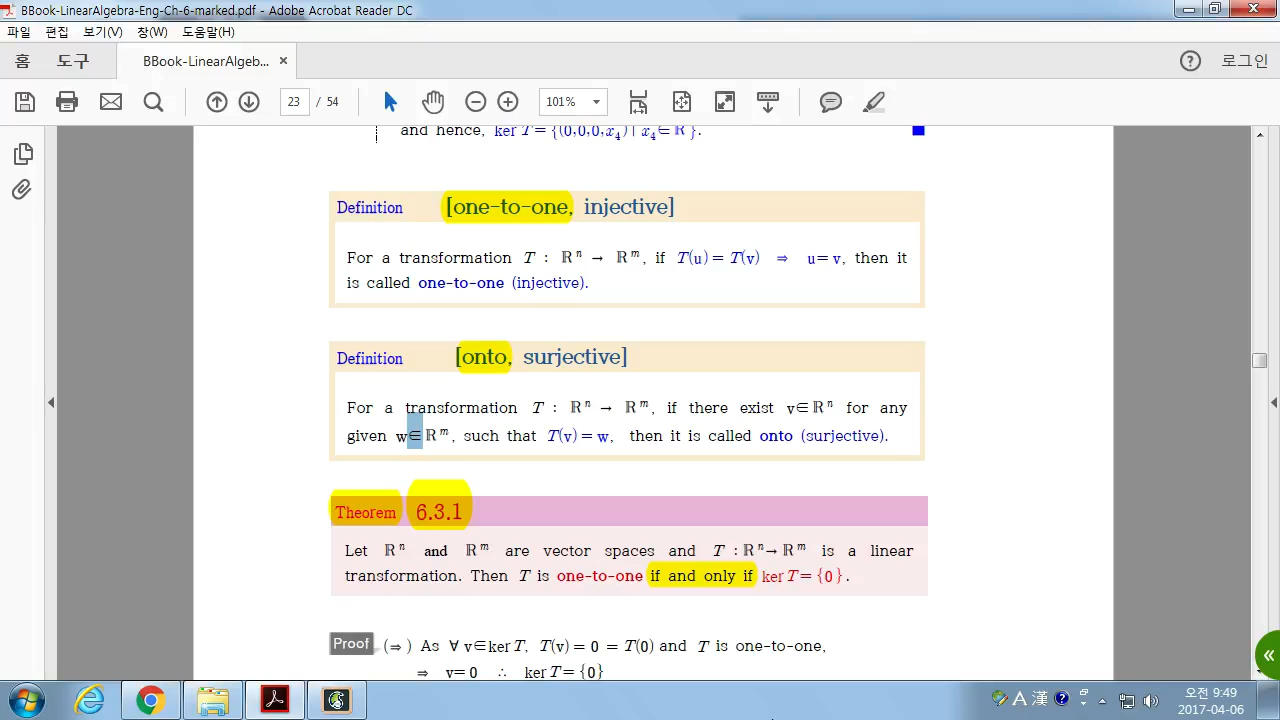 BBook-LinearAlgebra-Eng-Ch-6-marked.pdf - Adobe Acrobat Reader DC
파일 편집 보기(V) 창(W) 도움말(H)
홈 도구 BBook-LinearAlgeb... × ? 로그인
23 / 54 101%
and hence, ker T = {(0,0,0,x₄) | x₄∈ℝ }.
Definition [one-to-one, injective]
For a transformation T : ℝⁿ → ℝᵐ, if T(u)= T(v) ⇒ u=v, then it
is called one-to-one (injective).
Definition [onto, surjective]
For a transformation T : ℝⁿ → ℝᵐ, if there exist v∈ℝⁿ for any
given w∈ℝᵐ, such that T(v)=w, then it is called onto (surjective).
Theorem 6.3.1
Let ℝⁿ and ℝᵐ are vector spaces and T :ℝⁿ→ℝᵐ is a linear
transformation. Then T is one-to-one if and only if ker T= {0}.
Proof (⇒) As ∀ v∈ker T, T(v)= 0 = T(0) and T is one-to-one,
⇒ v=0 ∴ ker T= {0}
A 漢 ? 오전 9:49
2017-04-06